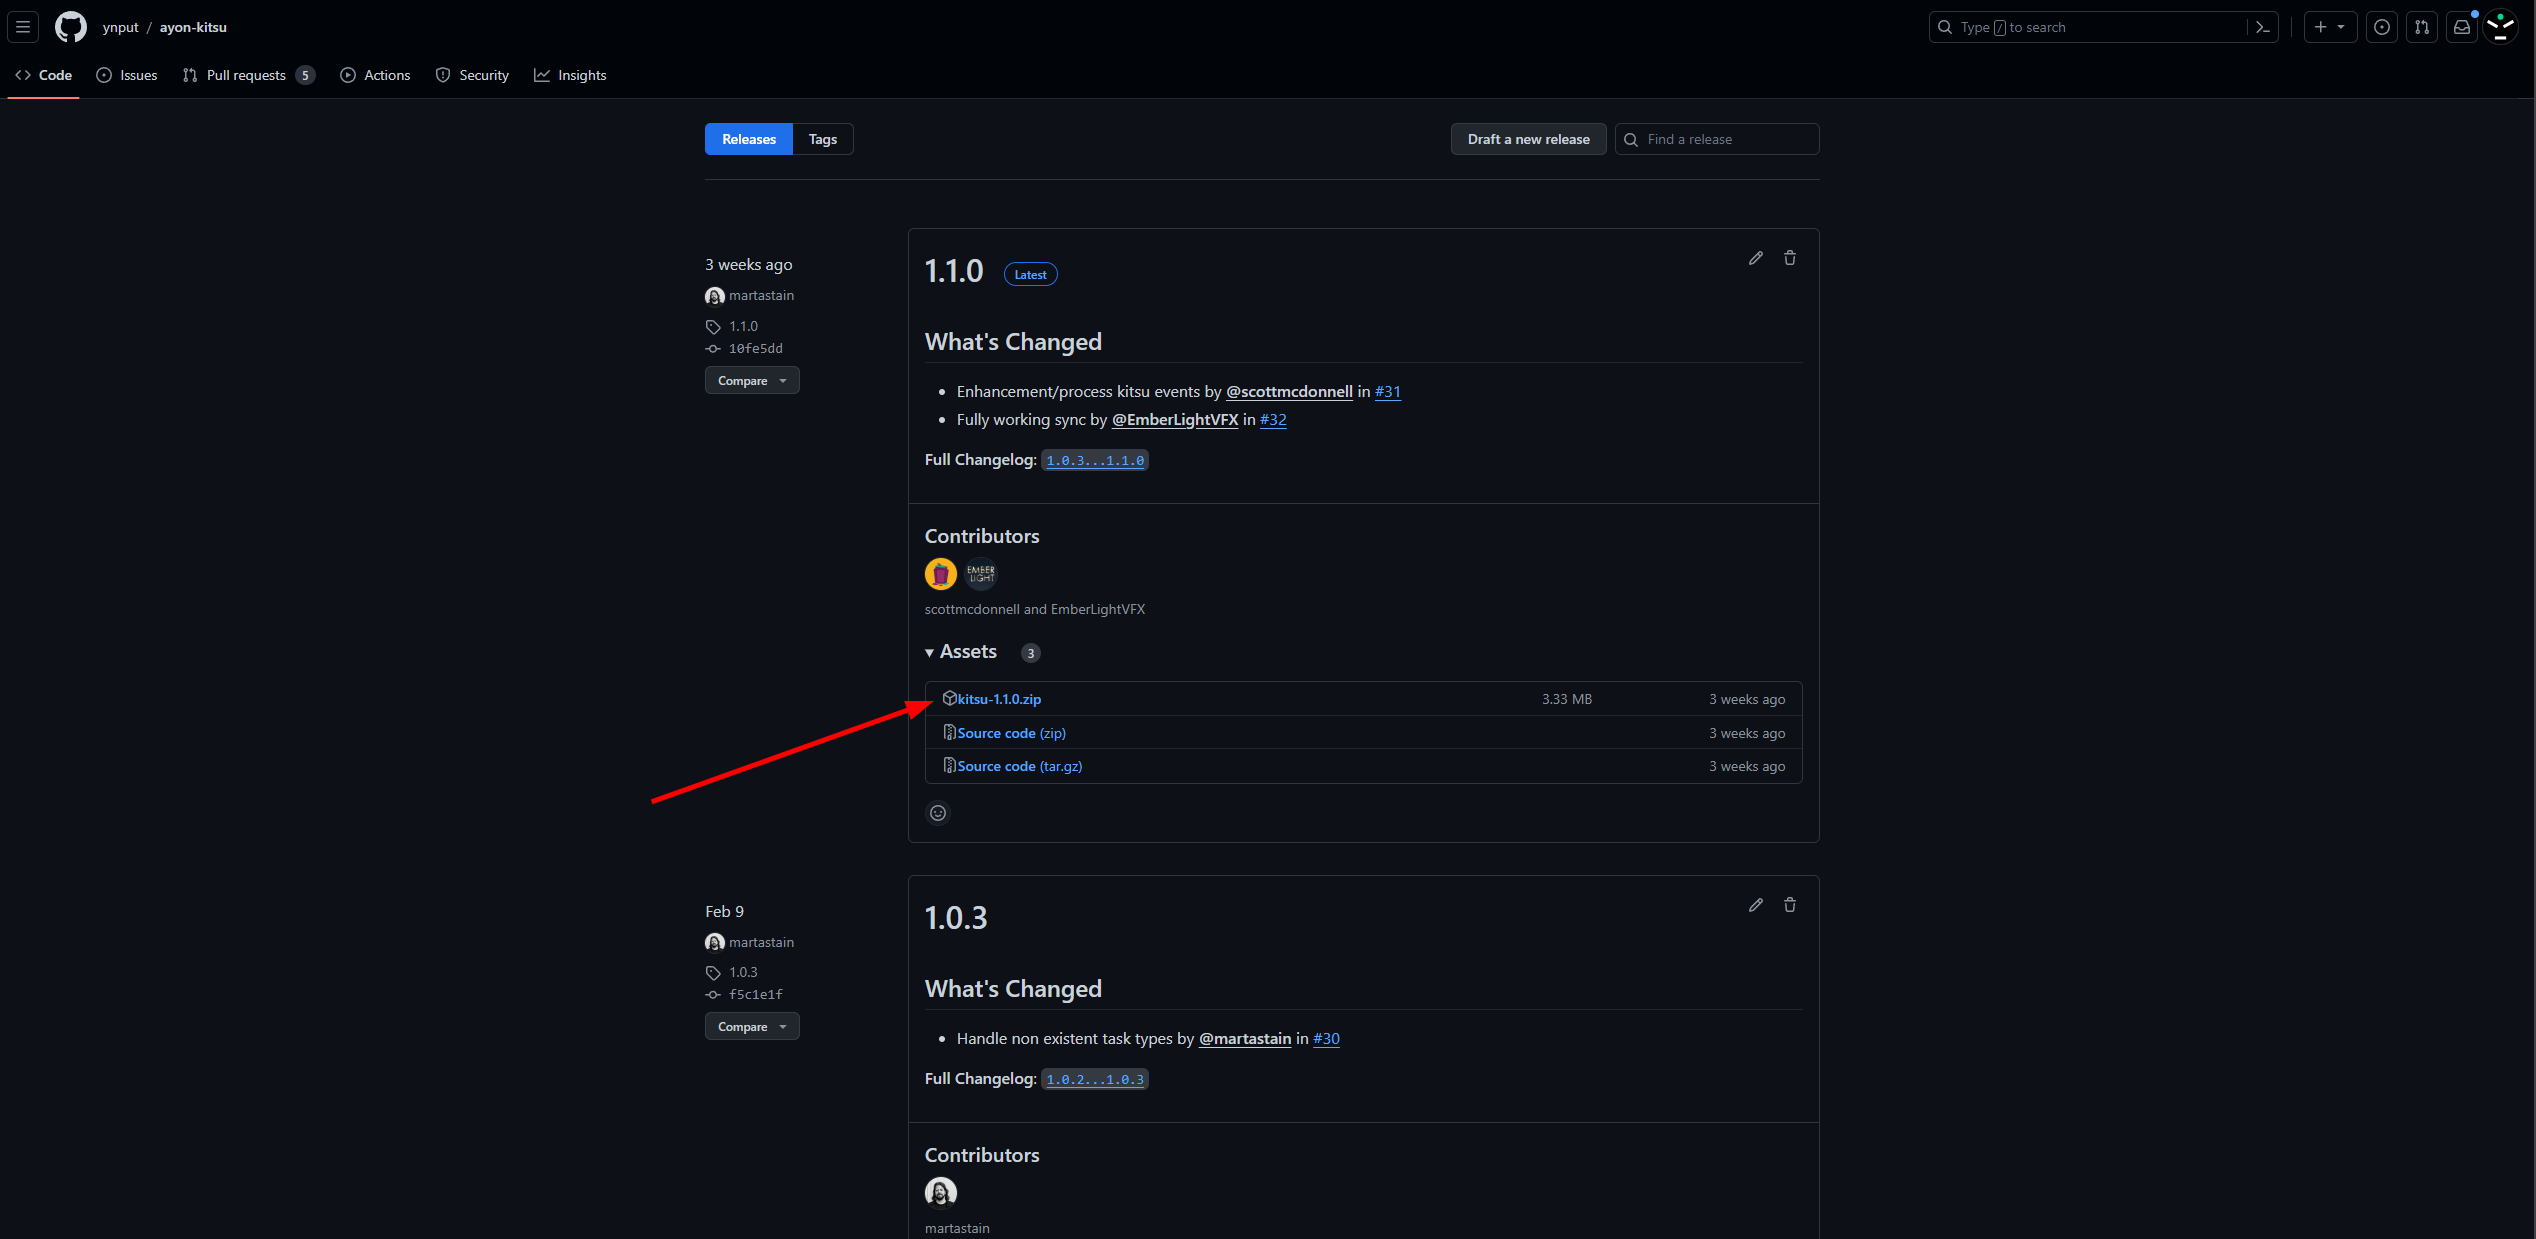 ynput / ayon-kitsu
Type / to search
Code Issues Pull requests 5 Actions Security Insights
Releases Tags Draft a new release Find a release
3 weeks ago
martastain
1.1.0
10fe5dd
Compare
1.1.0 Latest
What's Changed
Enhancement/process kitsu events by @scottmcdonnell in #31
Fully working sync by @EmberLightVFX in #32
Full Changelog: 1.0.3...1.1.0
Contributors
EMBER
LIGHT
scottmcdonnell and EmberLightVFX
Assets 3
kitsu-1.1.0.zip 3.33 MB 3 weeks ago
Source code (zip) 3 weeks ago
Source code (tar.gz) 3 weeks ago
Feb 9
martastain
1.0.3
f5c1e1f
Compare
1.0.3
What's Changed
Handle non existent task types by @martastain in #30
Full Changelog: 1.0.2...1.0.3
Contributors
martastain